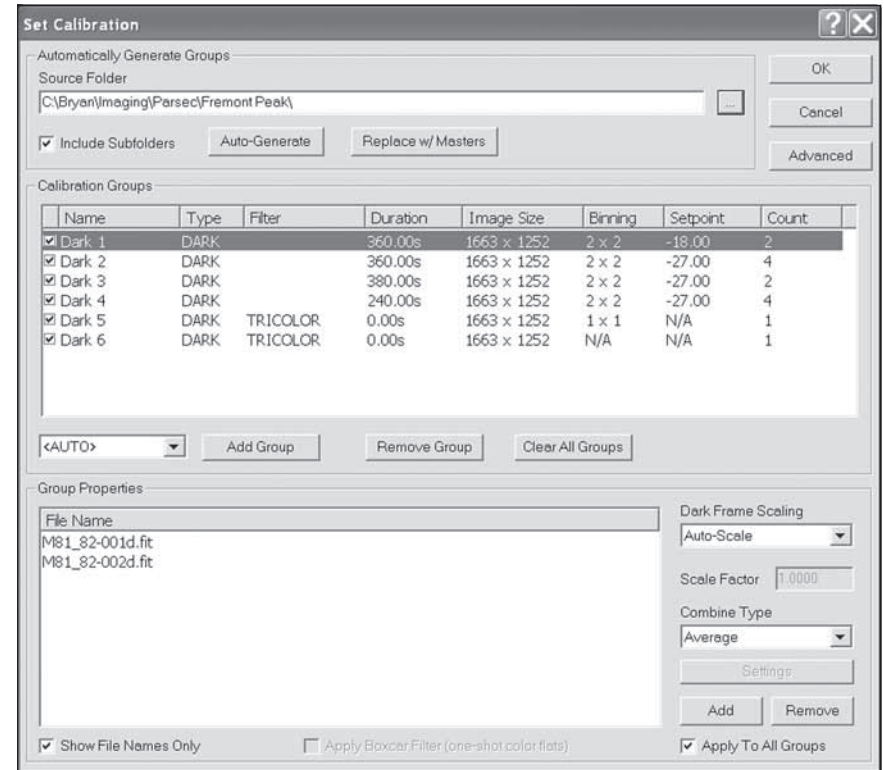 Set Calibration
Automatically Generate Groups
Source Folder
C:\Bryan\Imaging\Parsec\Fremont Peak\
...
OK
Cancel
Advanced
Include Subfolders
Auto-Generate
Replace w/ Masters
Calibration Groups
Name Type Filter Duration Image Size Binning Setpoint Count
Dark 1 DARK 360.00s 1663 x 1252 2 x 2 -18.00 2
Dark 2 DARK 360.00s 1663 x 1252 2 x 2 -27.00 4
Dark 3 DARK 380.00s 1663 x 1252 2 x 2 -27.00 2
Dark 4 DARK 240.00s 1663 x 1252 2 x 2 -27.00 4
Dark 5 DARK TRICOLOR 0.00s 1663 x 1252 1 x 1 N/A 1
Dark 6 DARK TRICOLOR 0.00s 1663 x 1252 N/A N/A 1
<AUTO> Add Group Remove Group Clear All Groups
Group Properties
File Name
M81_82-001d.fit
M81_82-002d.fit
Dark Frame Scaling
Auto-Scale
Scale Factor 1.0000
Combine Type
Average
Settings
Add Remove
Show File Names Only
Apply Boxcar Filter (one-shot color flats)
Apply To All Groups